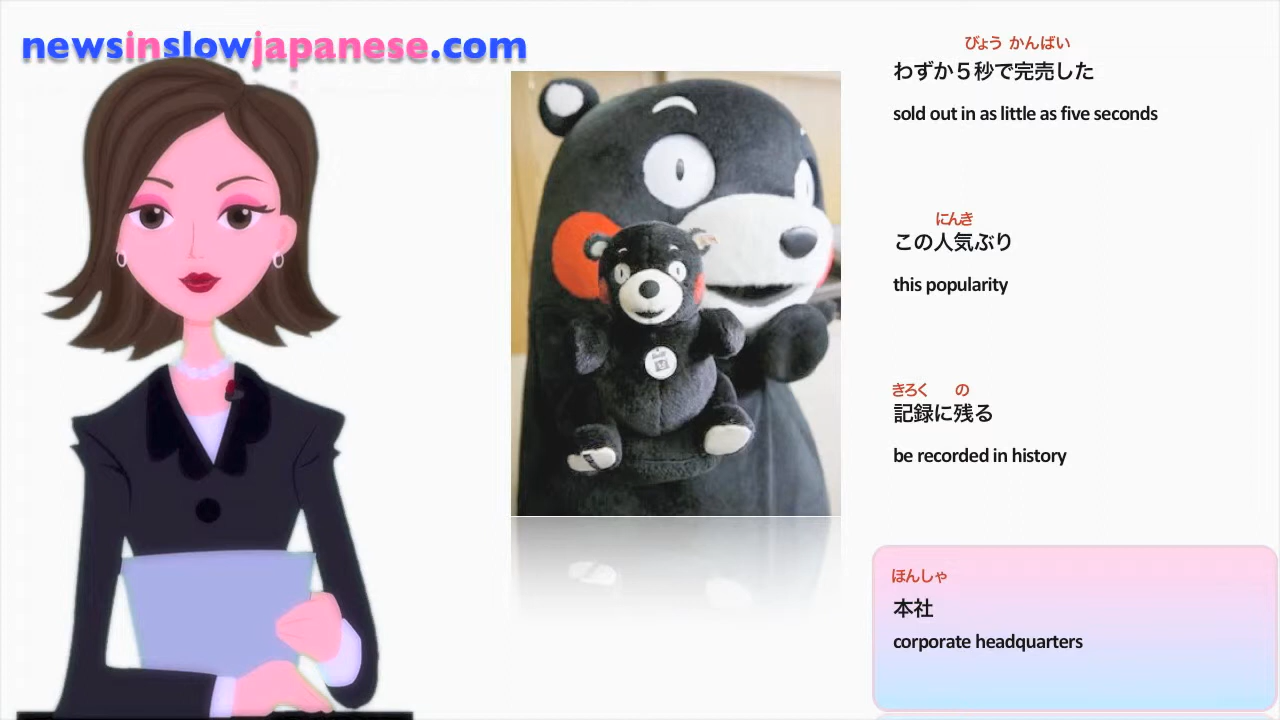 newsinslowjapanese.com
びょう かんばい
わずか５秒で完売した
sold out in as little as five seconds
にんき
この人気ぶり
this popularity
きろく の
記録に残る
be recorded in history
ほんしゃ
本社
corporate headquarters